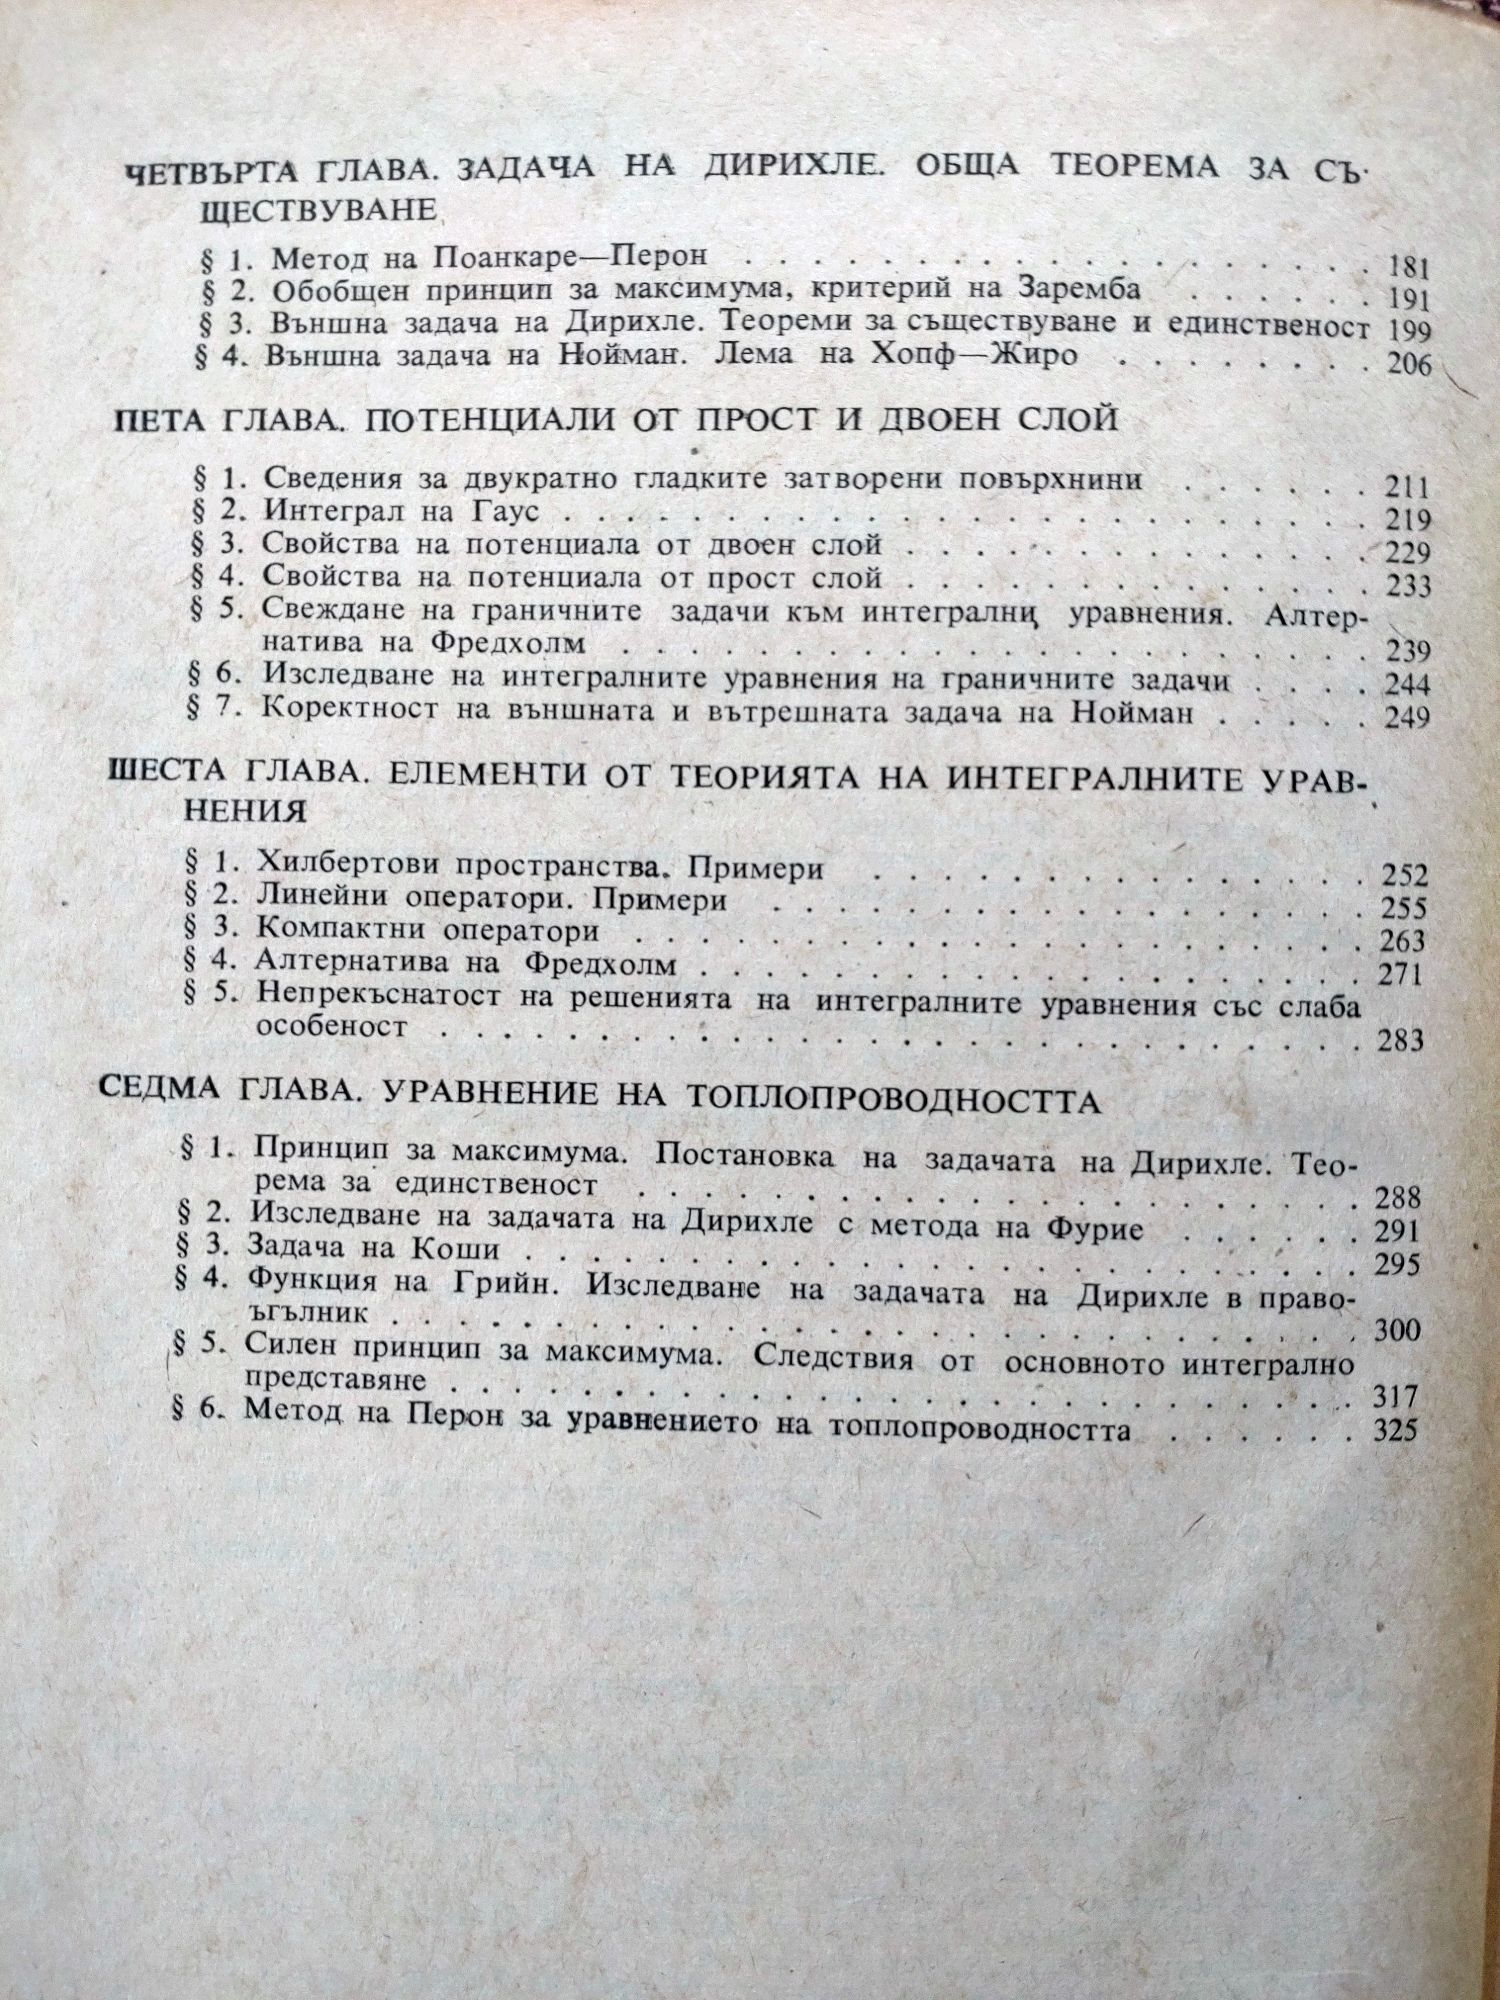 ЧЕТВЪРТА ГЛАВА. ЗАДАЧА НА ДИРИХЛЕ. ОБЩА ТЕОРЕМА ЗА СЪ-
ЩЕСТВУВАНЕ
§ 1. Метод на Поанкаре—Перон . . . . . . . . . . . . . . . . . . 181
§ 2. Обобщен принцип за максимума, критерий на Заремба . . . . . . 191
§ 3. Външна задача на Дирихле. Теореми за съществуване и единственост 199
§ 4. Външна задача на Нойман. Лема на Хопф—Жиро . . . . . . . . 206
ПЕТА ГЛАВА. ПОТЕНЦИАЛИ ОТ ПРОСТ И ДВОЕН СЛОЙ
§ 1. Сведения за двукратно гладките затворени повърхнини . . . . . . 211
§ 2. Интеграл на Гаус . . . . . . . . . . . . . . . . . . . . . . 219
§ 3. Свойства на потенциала от двоен слой . . . . . . . . . . . . . 229
§ 4. Свойства на потенциала от прост слой . . . . . . . . . . . . . 233
§ 5. Свеждане на граничните задачи към интегрални уравнения. Алтер-
натива на Фредхолм . . . . . . . . . . . . . . . . . . . . 239
§ 6. Изследване на интегралните уравнения на граничните задачи . . . . 244
§ 7. Коректност на външната и вътрешната задача на Нойман . . . . . 249
ШЕСТА ГЛАВА. ЕЛЕМЕНТИ ОТ ТЕОРИЯТА НА ИНТЕГРАЛНИТЕ УРАВ-
НЕНИЯ
§ 1. Хилбертови пространства. Примери . . . . . . . . . . . . . . 252
§ 2. Линейни оператори. Примери . . . . . . . . . . . . . . . . . 255
§ 3. Компактни оператори . . . . . . . . . . . . . . . . . . . . 263
§ 4. Алтернатива на Фредхолм . . . . . . . . . . . . . . . . . . 271
§ 5. Непрекъснатост на решенията на интегралните уравнения със слаба
особеност . . . . . . . . . . . . . . . . . . . . . . . . . 283
СЕДМА ГЛАВА. УРАВНЕНИЕ НА ТОПЛОПРОВОДНОСТТА
§ 1. Принцип за максимума. Постановка на задачата на Дирихле. Тео-
рема за единственост . . . . . . . . . . . . . . . . . . . . 288
§ 2. Изследване на задачата на Дирихле с метода на Фурие . . . . . . 291
§ 3. Задача на Коши . . . . . . . . . . . . . . . . . . . . . . . 295
§ 4. Функция на Грийн. Изследване на задачата на Дирихле в право-
ъгълник . . . . . . . . . . . . . . . . . . . . . . . . . . 300
§ 5. Силен принцип за максимума. Следствия от основното интегрално
представяне . . . . . . . . . . . . . . . . . . . . . . . . 317
§ 6. Метод на Перон за уравнението на топлопроводността . . . . . . 325